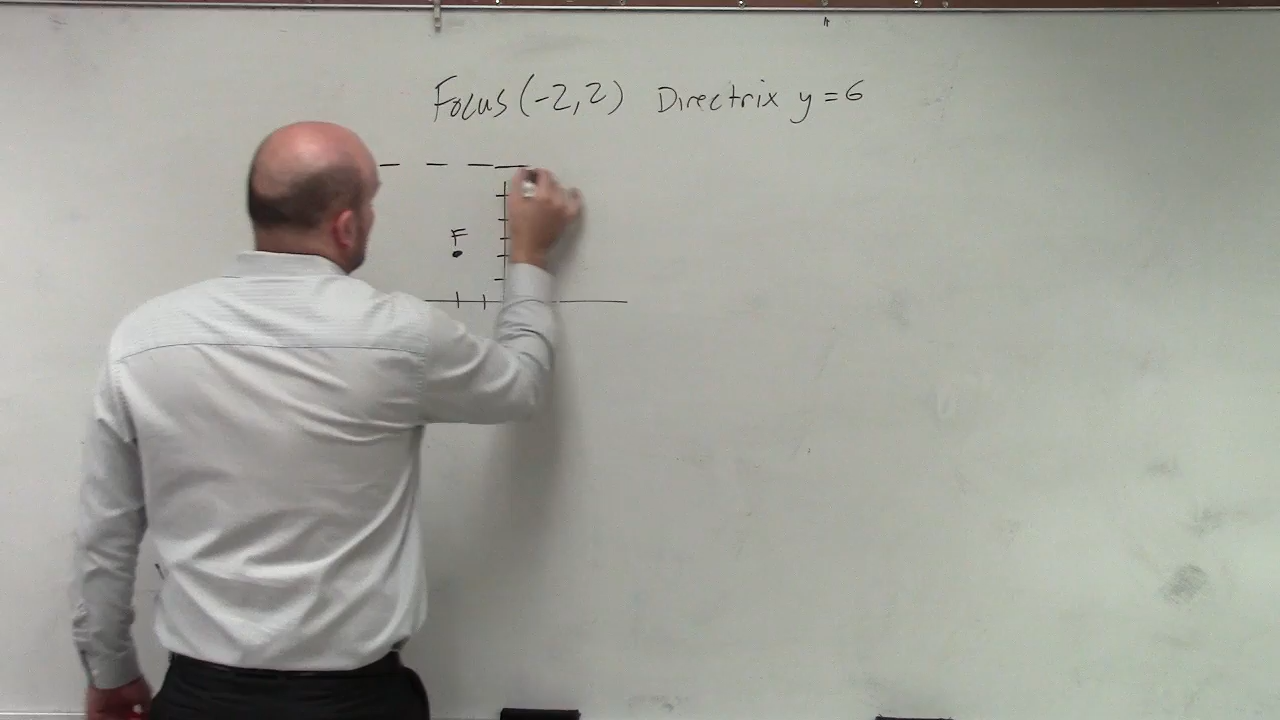 Focus (-2,2) Directrix y = 6
F